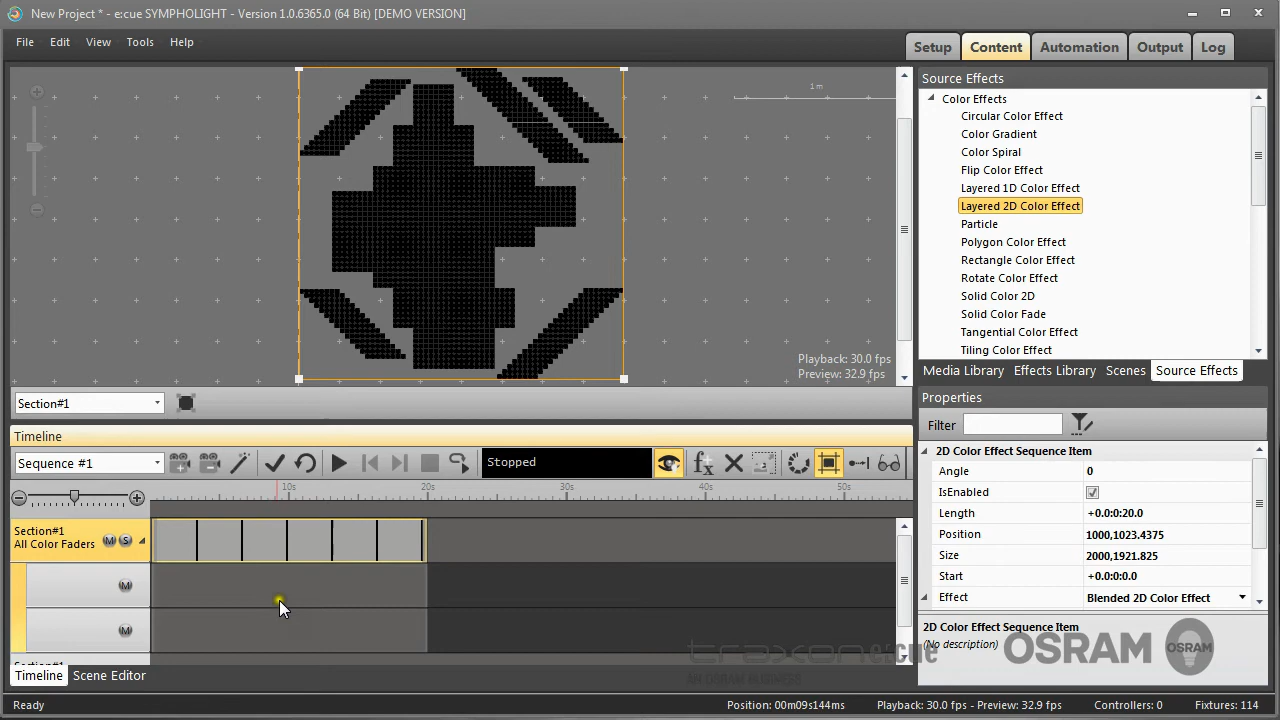 New Project * - e:cue SYMPHOLIGHT - Version 1.0.6365.0 (64 Bit) [DEMO VERSION]
File Edit View Tools Help
Setup Content Automation Output Log
1 m
Playback: 30.0 fps
Preview: 32.9 fps
Section#1
Source Effects
Color Effects
Circular Color Effect
Color Gradient
Color Spiral
Flip Color Effect
Layered 1D Color Effect
Layered 2D Color Effect
Particle
Polygon Color Effect
Rectangle Color Effect
Rotate Color Effect
Solid Color 2D
Solid Color Fade
Tangential Color Effect
Tiling Color Effect
Media Library Effects Library Scenes Source Effects
Properties
Filter
2D Color Effect Sequence Item
Angle 0
IsEnabled
Length +0.0:0:20.0
Position 1000,1023.4375
Size 2000,1921.825
Start +0.0:0:0.0
Effect Blended 2D Color Effect
2D Color Effect Sequence Item
(No description)
Timeline
Sequence #1
Stopped
10s 20s 30s 40s 50s
Section#1
All Color Faders M S
M
M
traxon e:cue
AN OSRAM BUSINESS
OSRAM
OSRAM
Timeline Scene Editor
Ready
Position: 00m09s144ms
Playback: 30.0 fps - Preview: 32.9 fps
Controllers: 0
Fixtures: 114